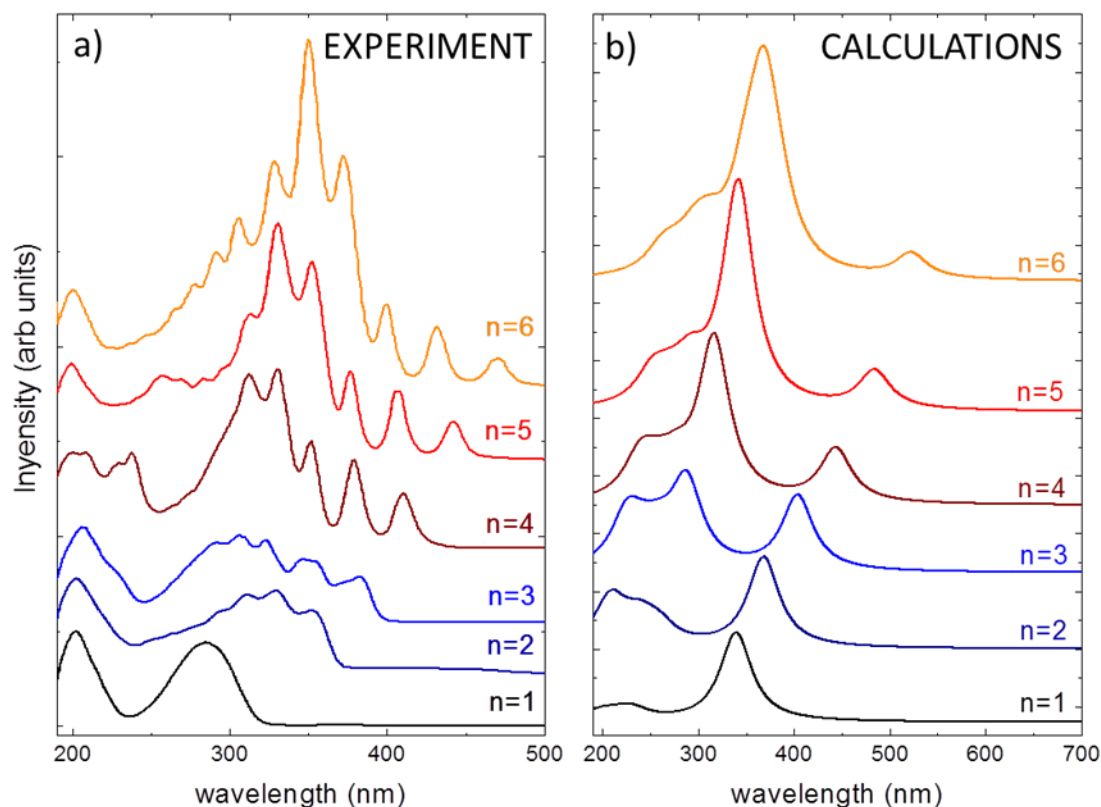 a) EXPERIMENT
Inyensity (arb units)
n=6
n=5
n=4
n=3
n=2
n=1
200 300 400 500
wavelength (nm)
b) CALCULATIONS
n=6
n=5
n=4
n=3
n=2
n=1
200 300 400 500 600 700
wavelength (nm)